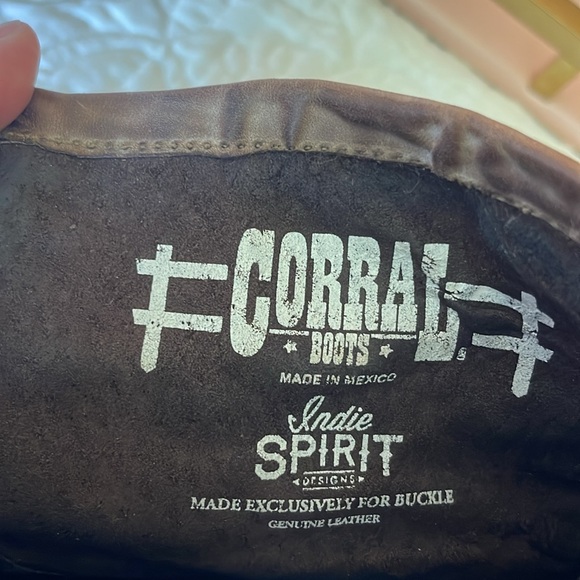 CORRAL
BOOTS
MADE IN MEXICO
Indie
SPIRIT
DESIGNS
MADE EXCLUSIVELY FOR BUCKLE
GENUINE LEATHER